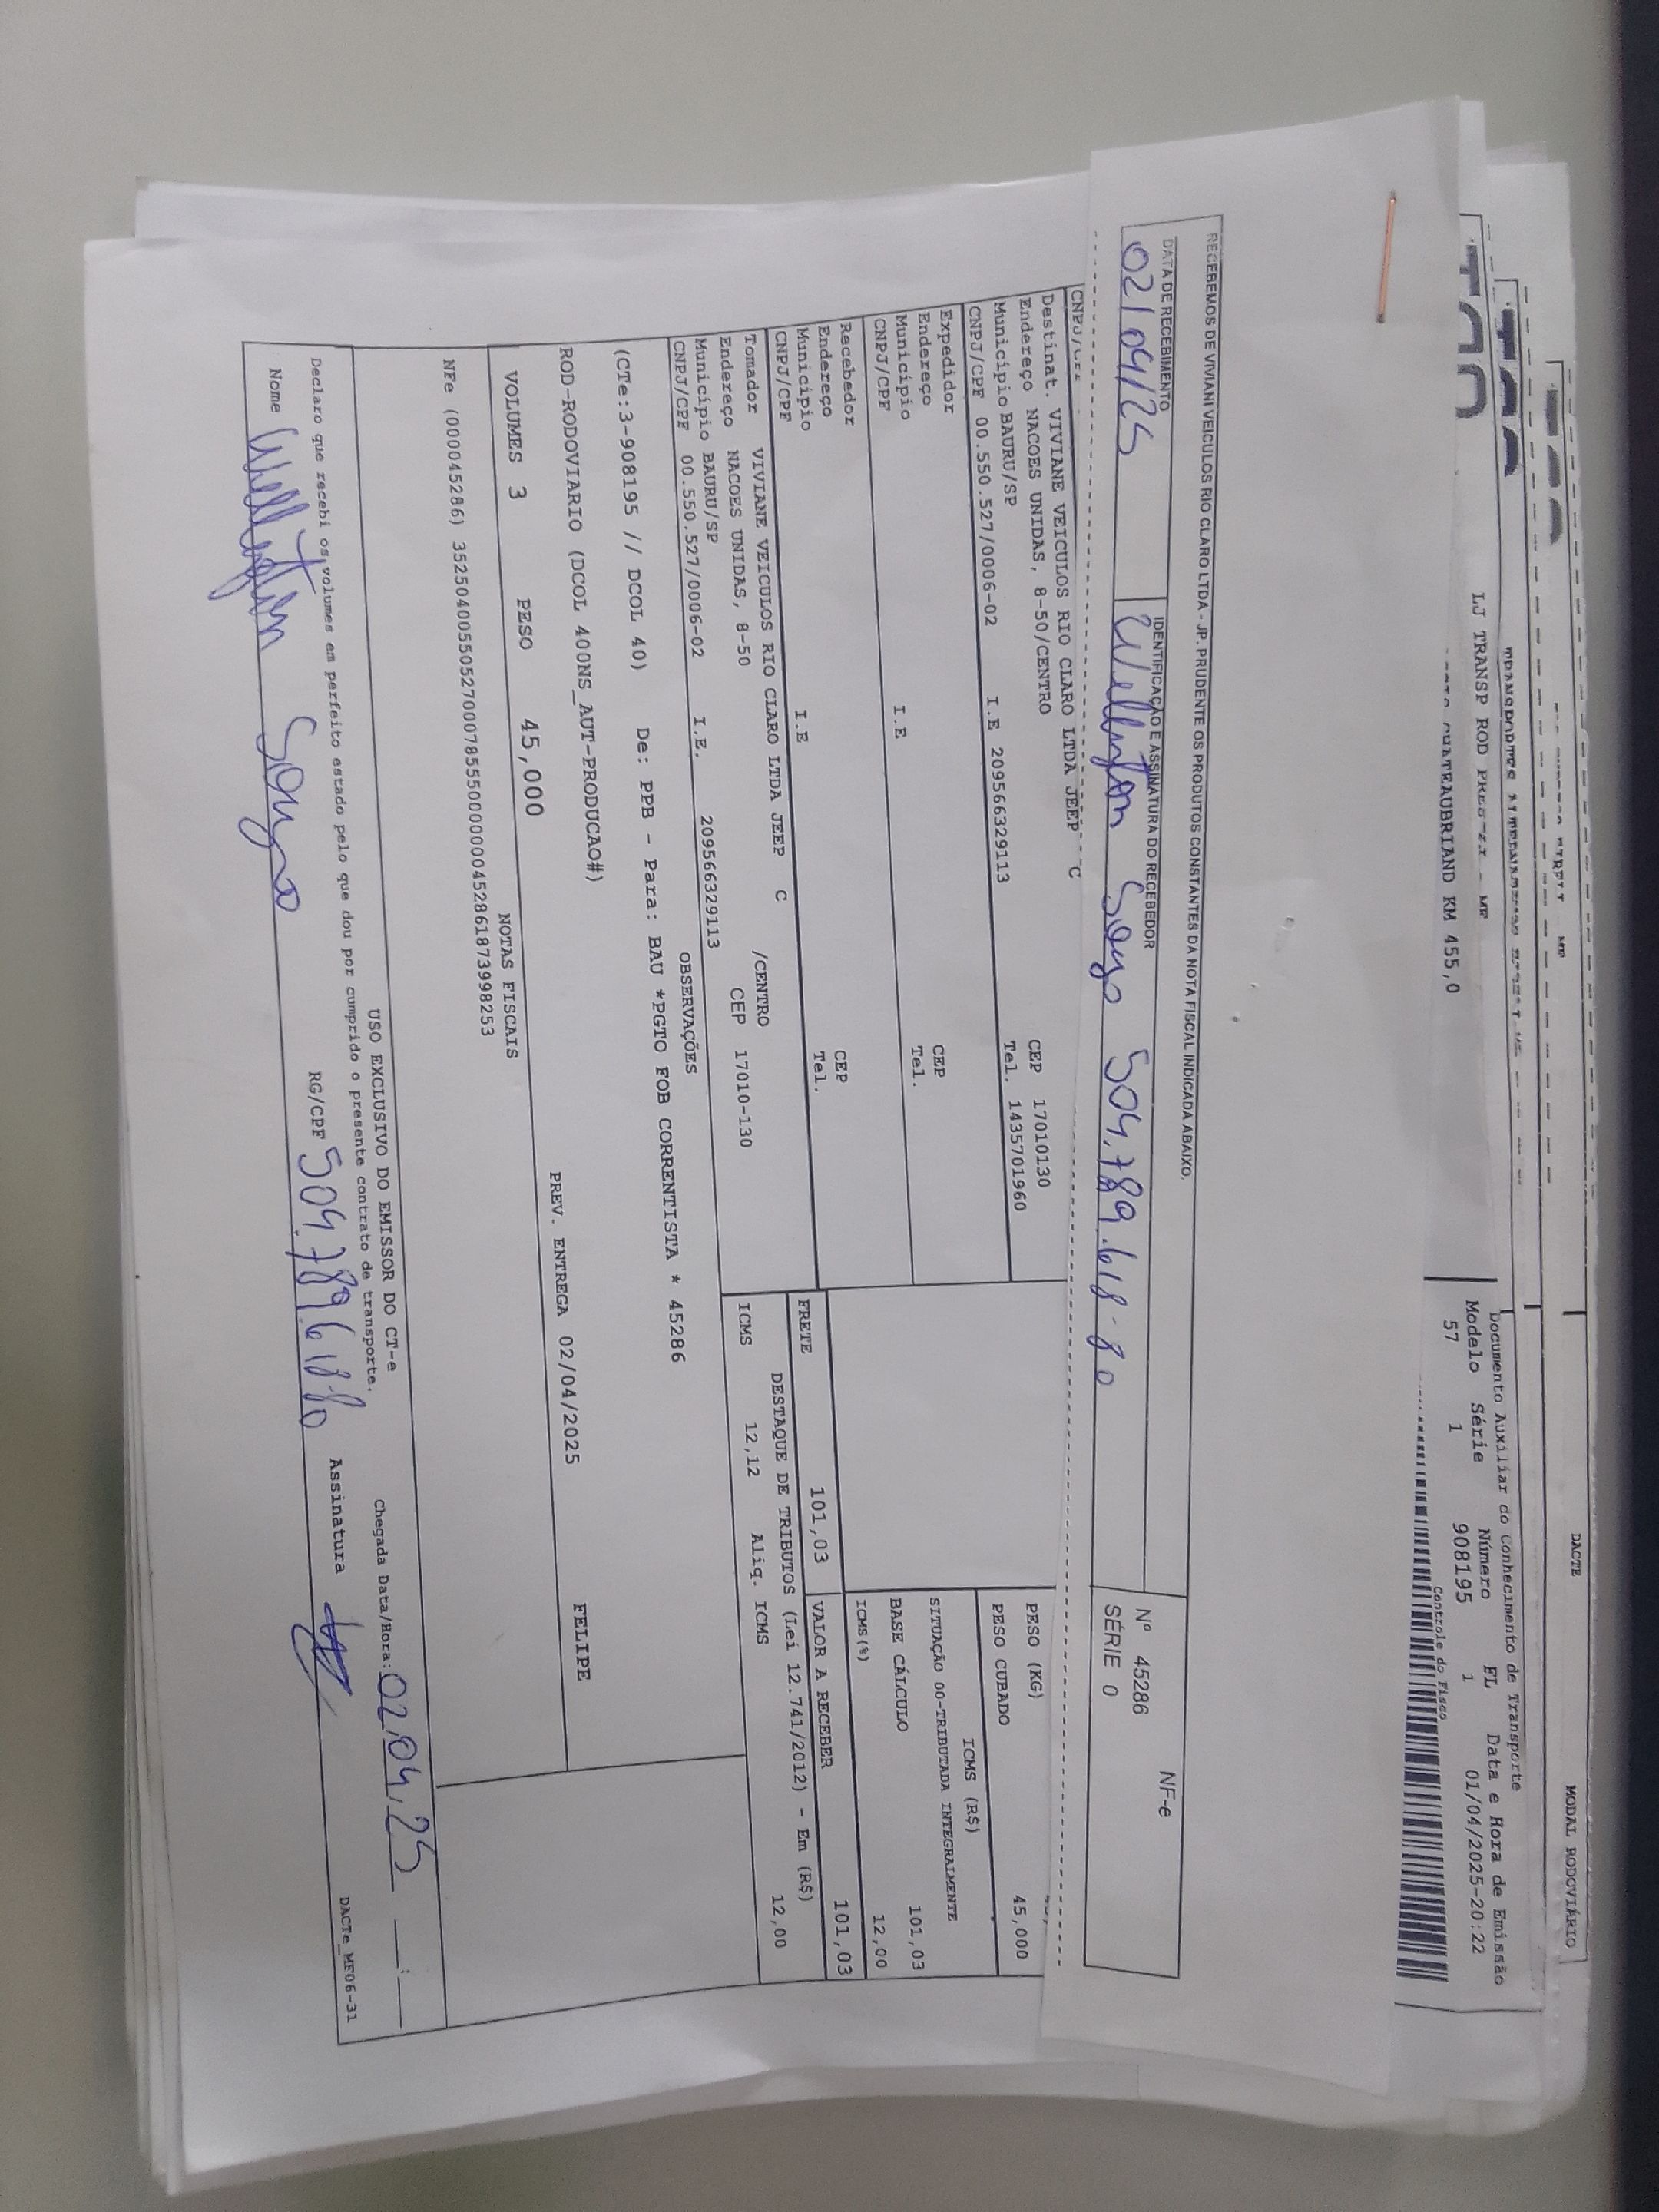 DACTE
MODAL RODOVIÁRIO
LJ TRANSP ROD
CHATEAUBRIAND KM 455,0
Documento Auxiliar do Conhecimento de Transporte
Modelo Série Número FL Data e Hora de Emissão
57 1 908195 1 01/04/2025-20:22
Controle do Fisco
RECEBEMOS DE VIVIANI VEICULOS RIO CLARO LTDA - JP. PRUDENTE OS PRODUTOS CONSTANTES DA NOTA FISCAL INDICADA ABAIXO.
DATA DE RECEBIMENTO
02/04/25
IDENTIFICAÇÃO E ASSINATURA DO RECEBEDOR
Wellington 504.789.618-80
NF-e
Nº 45286
SÉRIE 0
CNPJ/CPF
Destinat. VIVIANE VEICULOS RIO CLARO LTDA JEEP C
Endereço NACOES UNIDAS, 8-50/CENTRO CEP 17010130
Município BAURU/SP Tel. 1435701960
CNPJ/CPF 00.550.527/0006-02 I.E 209566329113
Expedidor
Endereço CEP
Município Tel.
CNPJ/CPF I.E
Recebedor
Endereço CEP
Município Tel.
CNPJ/CPF I.E
Tomador VIVIANE VEICULOS RIO CLARO LTDA JEEP C /CENTRO
Endereço NACOES UNIDAS, 8-50 CEP 17010-130
Município BAURU/SP
CNPJ/CPF 00.550.527/0006-02 I.E. 209566329113
PESO (KG) 45,000
PESO CUBADO
ICMS (R$)
SITUAÇÃO 00-TRIBUTADA INTEGRALMENTE
BASE CÁLCULO 101,03
ICMS (%) 12,00
FRETE 101,03 VALOR A RECEBER 101,03
DESTAQUE DE TRIBUTOS (Lei 12.741/2012) - Em (R$)
ICMS 12,12 Aliq. ICMS 12,00
OBSERVAÇÕES
(CTe:3-908195 // DCOL 40) De: PPB - Para: BAU *PGTO FOB CORRENTISTA * 45286
ROD-RODOVIARIO (DCOL 400NS_AUT-PRODUCAO#)
PREV. ENTREGA 02/04/2025 FELIPE
VOLUMES 3 PESO 45,000
NOTAS FISCAIS
NFe (000045286) 35250400550527000785550000000452861873998253
USO EXCLUSIVO DO EMISSOR DO CT-e
Declaro que recebi os volumes em perfeito estado pelo que dou por cumprido o presente contrato de transporte.
Chegada Data/Hora: 02/04/25 __:__
Nome Wellington RG/CPF 504.789.618-80 Assinatura
DACTe_MF06-31